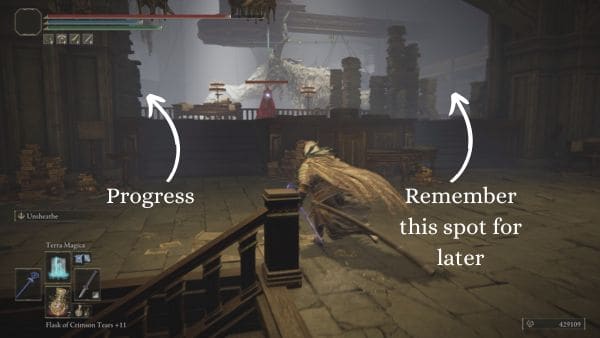 Progress
Remember
this spot for
later
Unsheathe
Terra Magica
Flask of Crimson Tears +11
429109